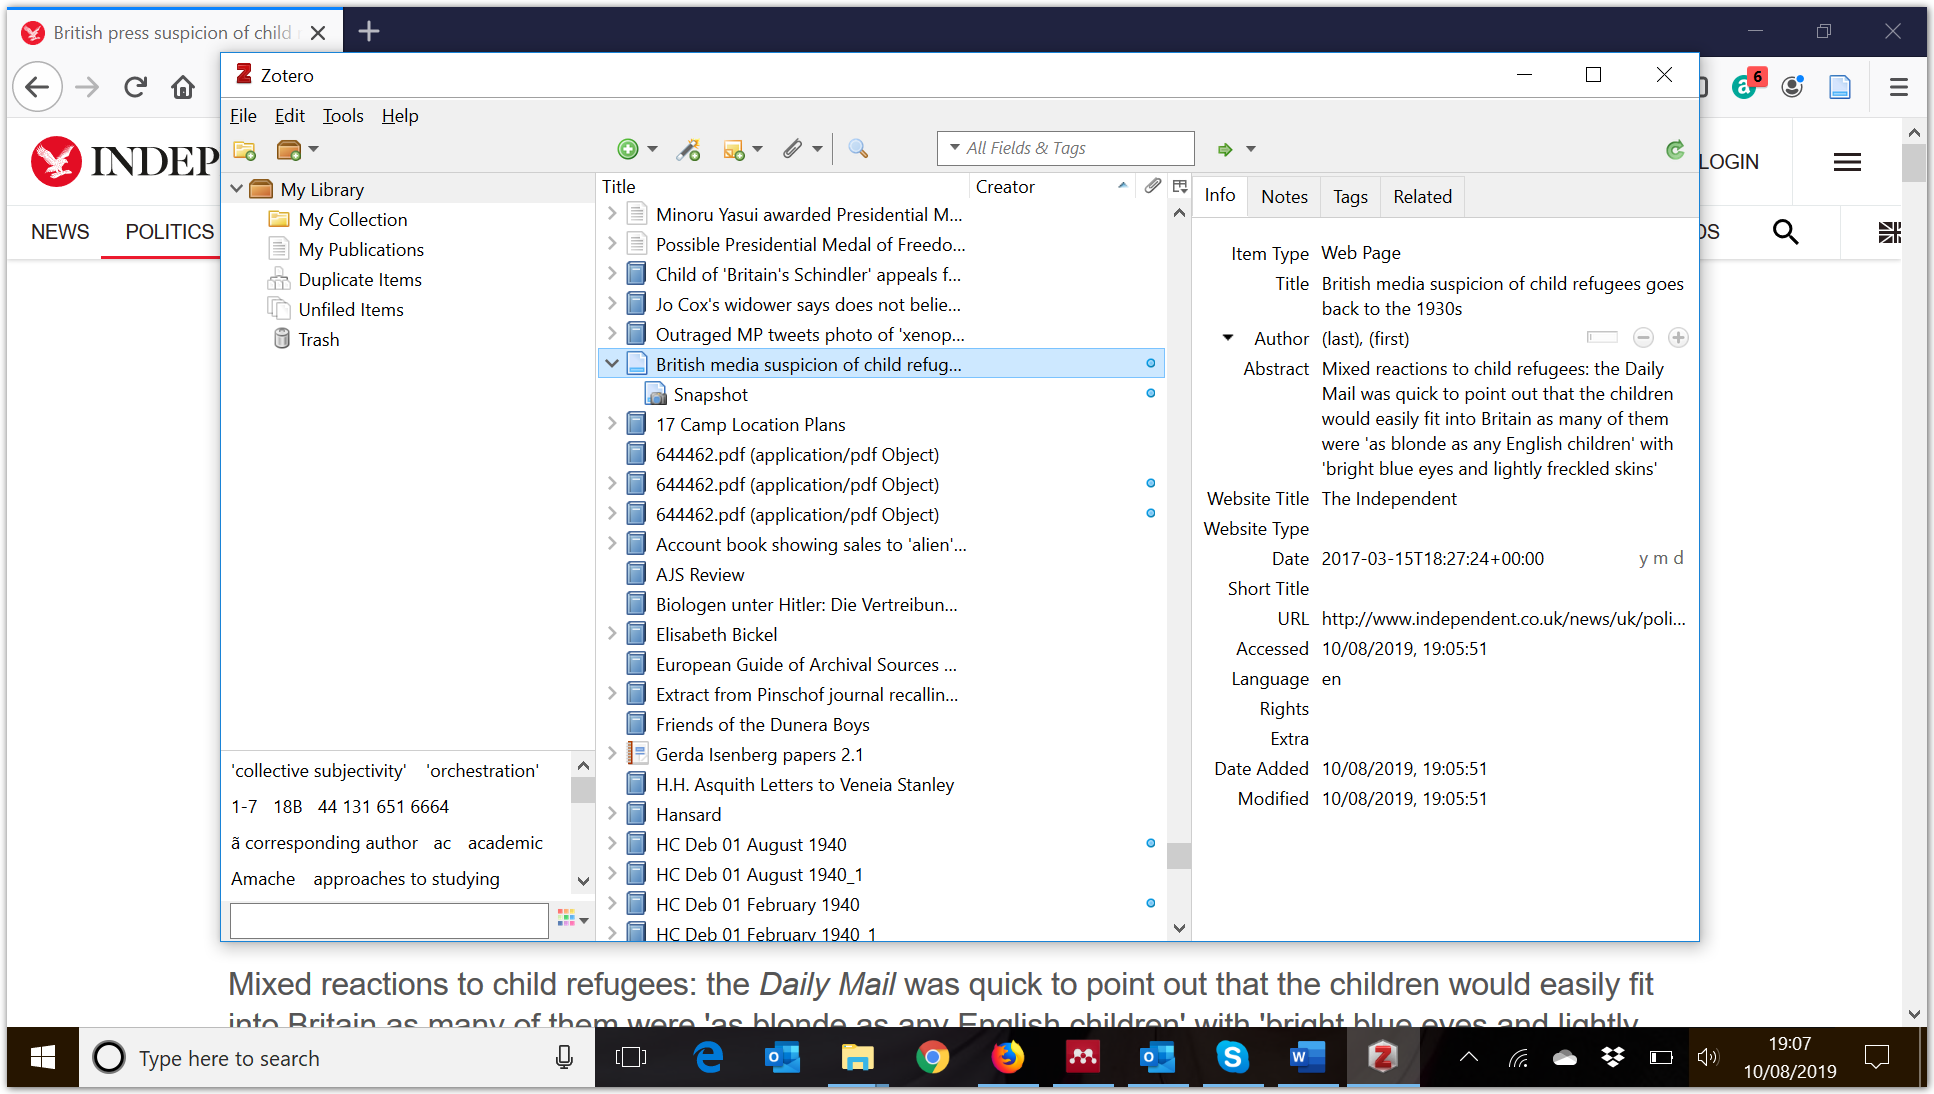 British press suspicion of child
6
INDEP
LOGIN
NEWS POLITICS
DS
Zotero
File Edit Tools Help
All Fields & Tags
My Library
My Collection
My Publications
Duplicate Items
Unfiled Items
Trash
'collective subjectivity' 'orchestration'
1-7 18B 44 131 651 6664
ã corresponding author ac academic
Amache approaches to studying
Title Creator
Minoru Yasui awarded Presidential M...
Possible Presidential Medal of Freedo...
Child of 'Britain's Schindler' appeals f...
Jo Cox's widower says does not belie...
Outraged MP tweets photo of 'xenop...
British media suspicion of child refug...
Snapshot
17 Camp Location Plans
644462.pdf (application/pdf Object)
644462.pdf (application/pdf Object)
644462.pdf (application/pdf Object)
Account book showing sales to 'alien'...
AJS Review
Biologen unter Hitler: Die Vertreibun...
Elisabeth Bickel
European Guide of Archival Sources ...
Extract from Pinschof journal recallin...
Friends of the Dunera Boys
Gerda Isenberg papers 2.1
H.H. Asquith Letters to Veneia Stanley
Hansard
HC Deb 01 August 1940
HC Deb 01 August 1940_1
HC Deb 01 February 1940
HC Deb 01 February 1940_1
Info Notes Tags Related
Item Type Web Page
Title British media suspicion of child refugees goes
back to the 1930s
Author (last), (first)
Abstract Mixed reactions to child refugees: the Daily
Mail was quick to point out that the children
would easily fit into Britain as many of them
were 'as blonde as any English children' with
'bright blue eyes and lightly freckled skins'
Website Title The Independent
Website Type
Date 2017-03-15T18:27:24+00:00 y m d
Short Title
URL http://www.independent.co.uk/news/uk/poli...
Accessed 10/08/2019, 19:05:51
Language en
Rights
Extra
Date Added 10/08/2019, 19:05:51
Modified 10/08/2019, 19:05:51
Mixed reactions to child refugees: the Daily Mail was quick to point out that the children would easily fit
into Britain as many of them were 'as blonde as any English children' with 'bright blue eyes and lightly
Type here to search
19:07
10/08/2019